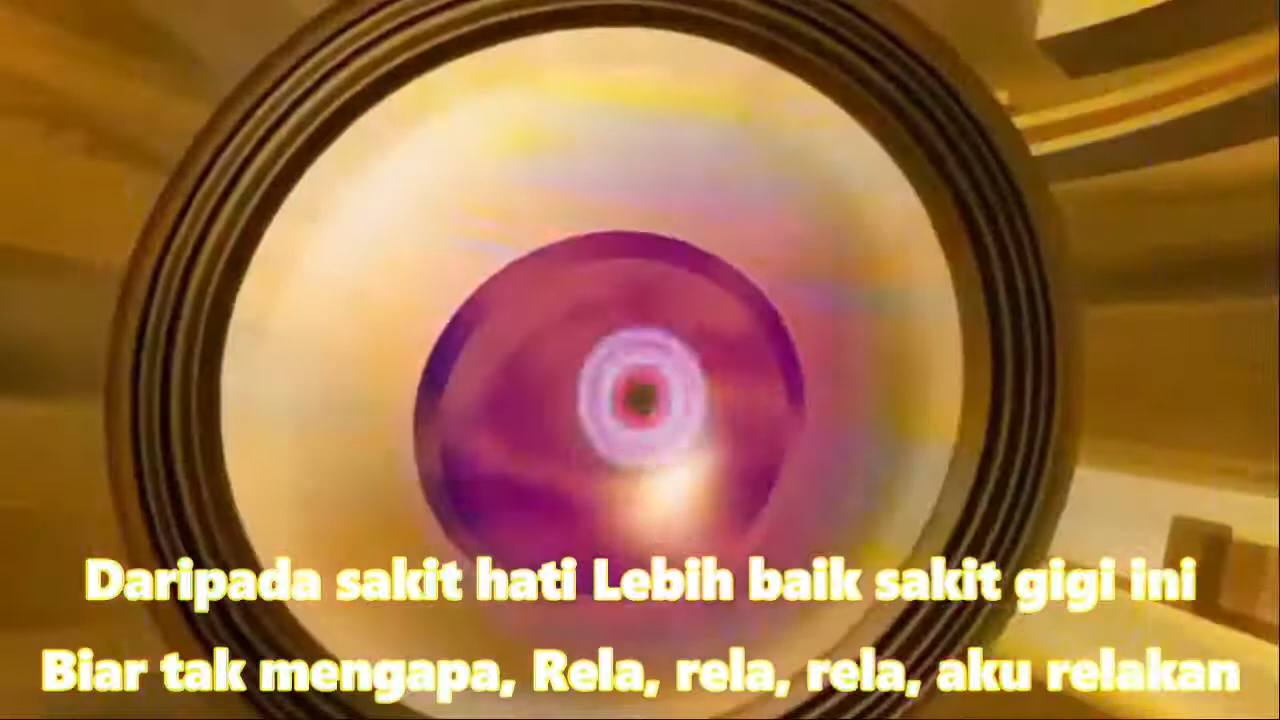 Daripada sakit hati Lebih baik sakit gigi ini
Biar tak mengapa, Rela, rela, rela, aku relakan